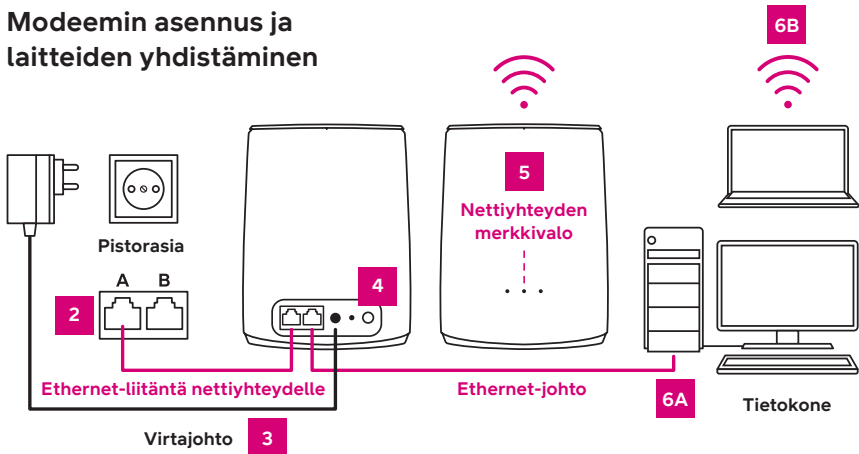 Modeemin asennus ja
laitteiden yhdistäminen
6B
5
Nettiyhteyden
merkkivalo
Pistorasia
A B
2
4
Ethernet-liitäntä nettiyhteydelle
Ethernet-johto
6A
Tietokone
Virtajohto 3